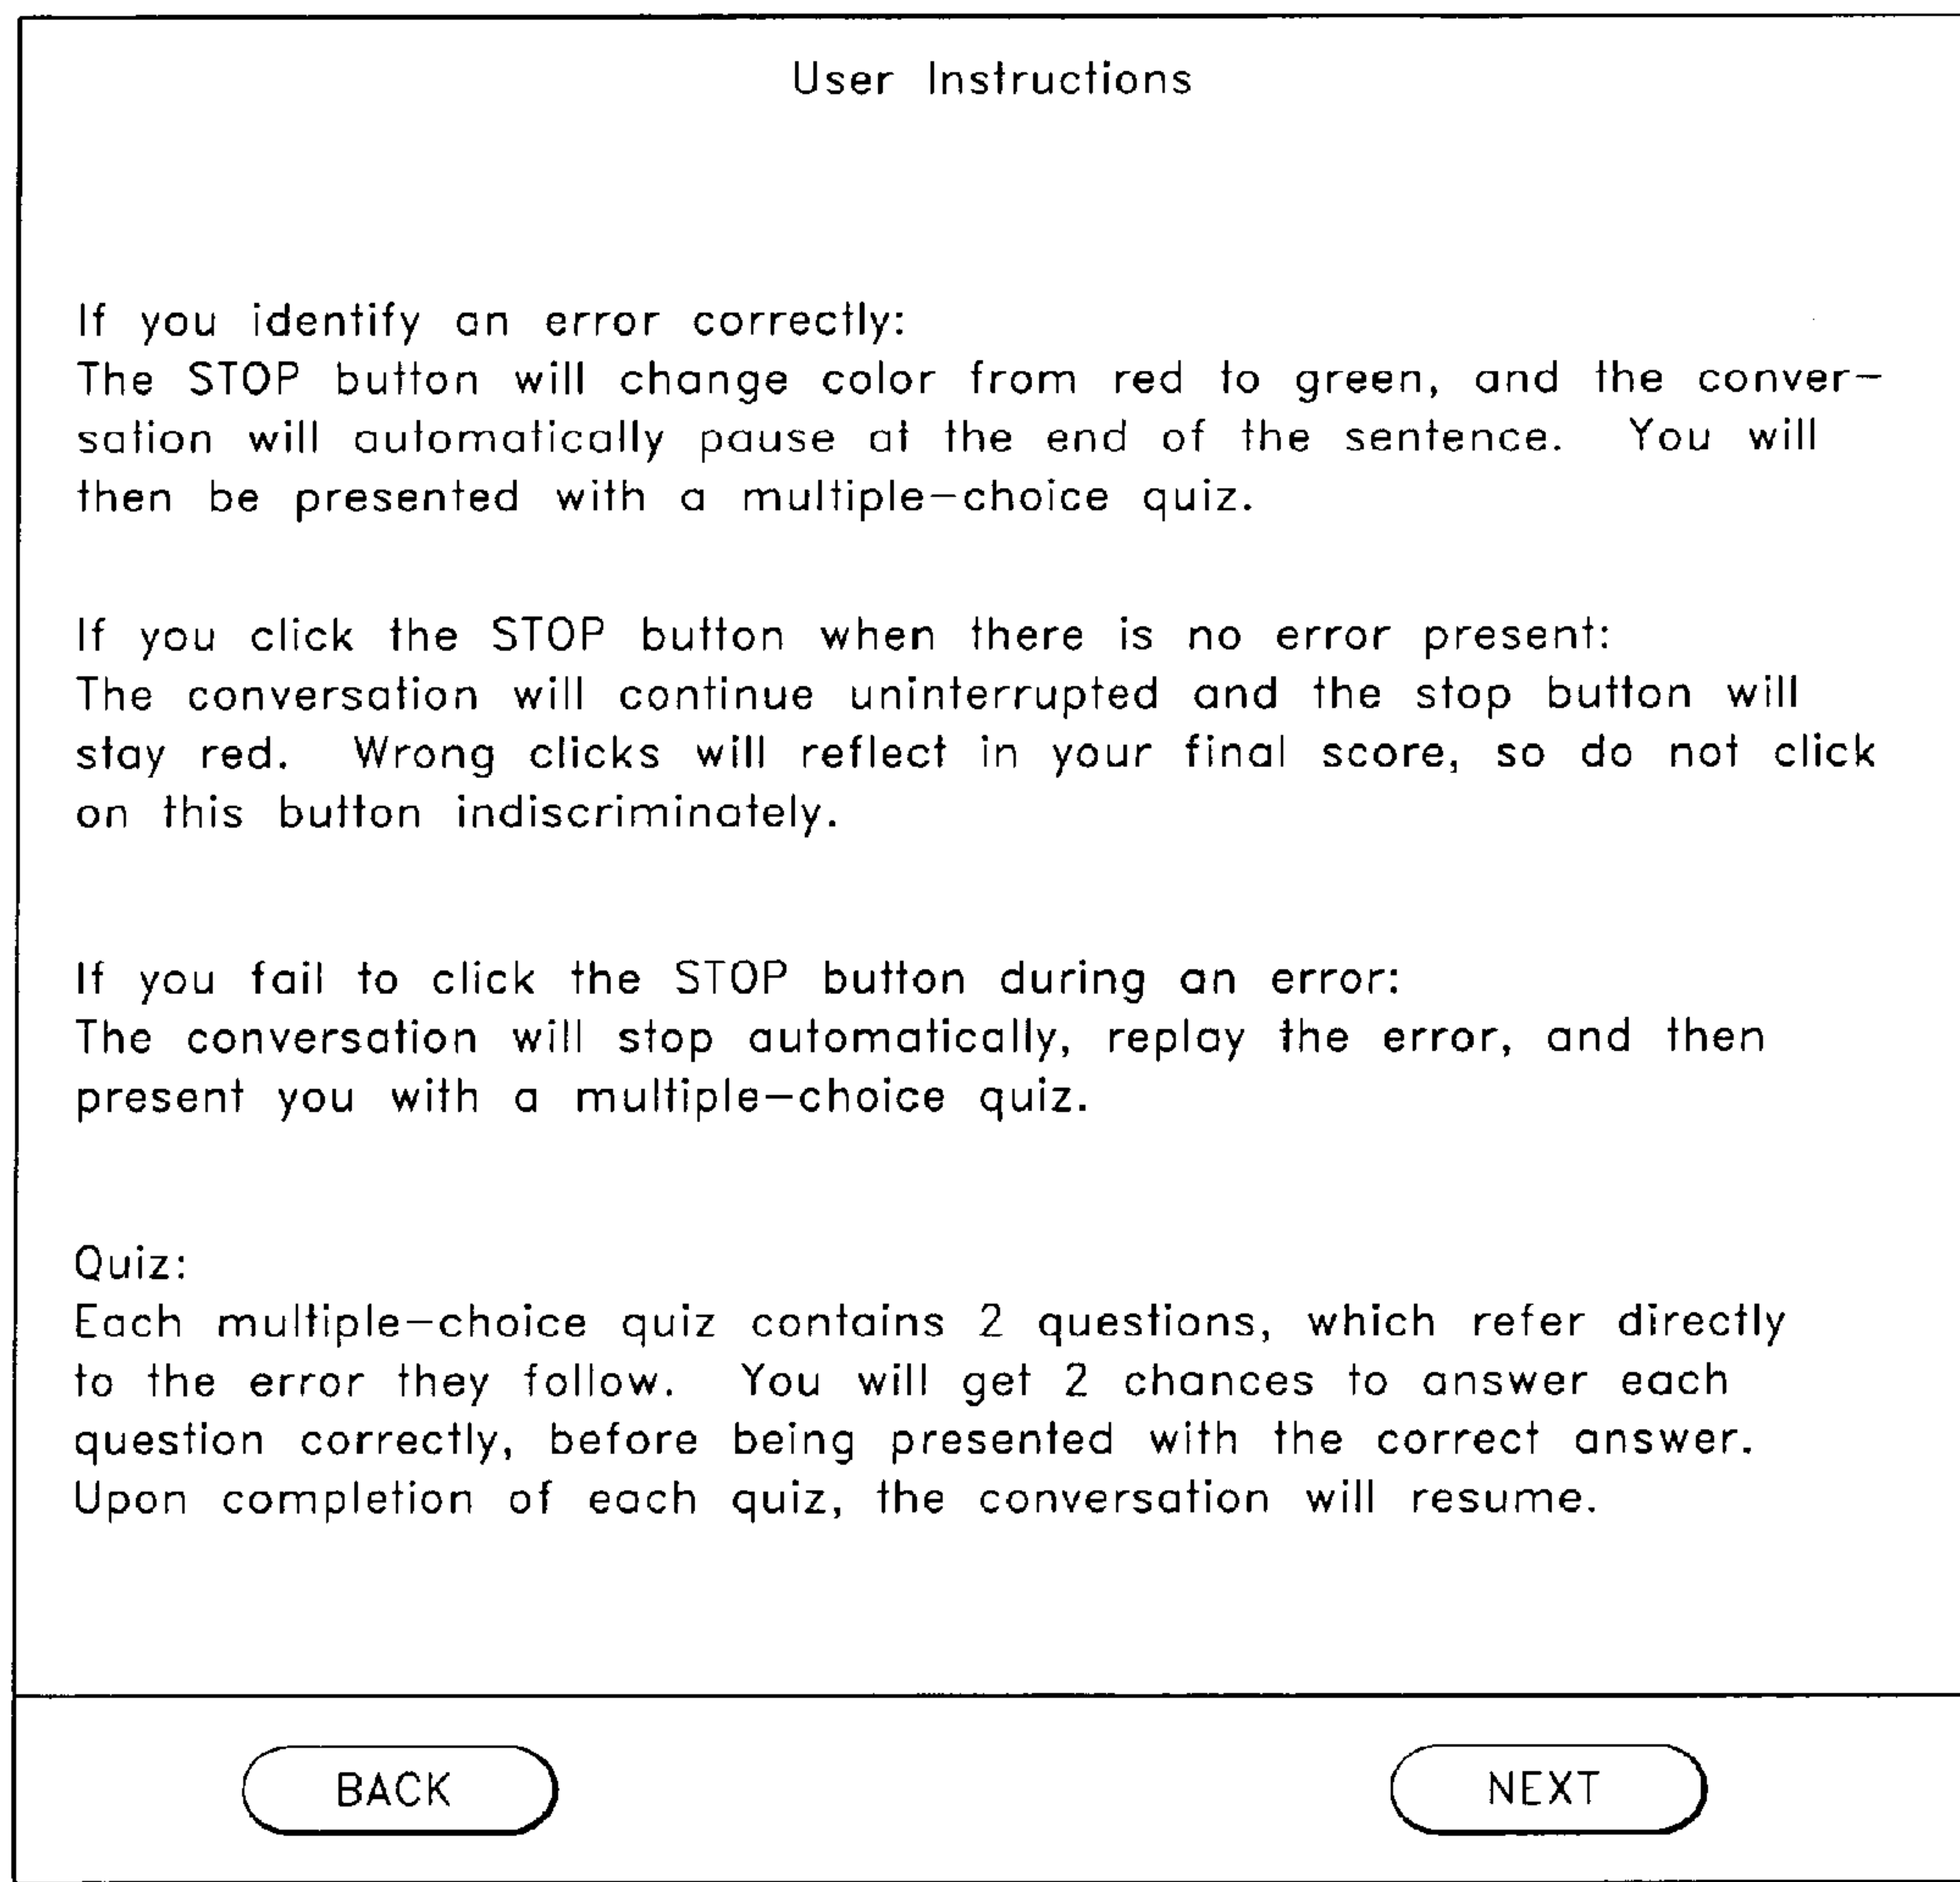 User Instructions
If you identify an error correctly:
The STOP button will change color from red to green, and the conver-
sation will automatically pause at the end of the sentence. You will
then be presented with a multiple-choice quiz.
If you click the STOP button when there is no error present:
The conversation will continue uninterrupted and the stop button will
stay red. Wrong clicks will reflect in your final score, so do not click
on this button indiscriminately.
If you fail to click the STOP button during an error:
The conversation will stop automatically, replay the error, and then
present you with a multiple-choice quiz.
Quiz:
Each multiple-choice quiz contains 2 questions, which refer directly
to the error they follow. You will get 2 chances to answer each
question correctly, before being presented with the correct answer.
Upon completion of each quiz, the conversation will resume.
BACK NEXT